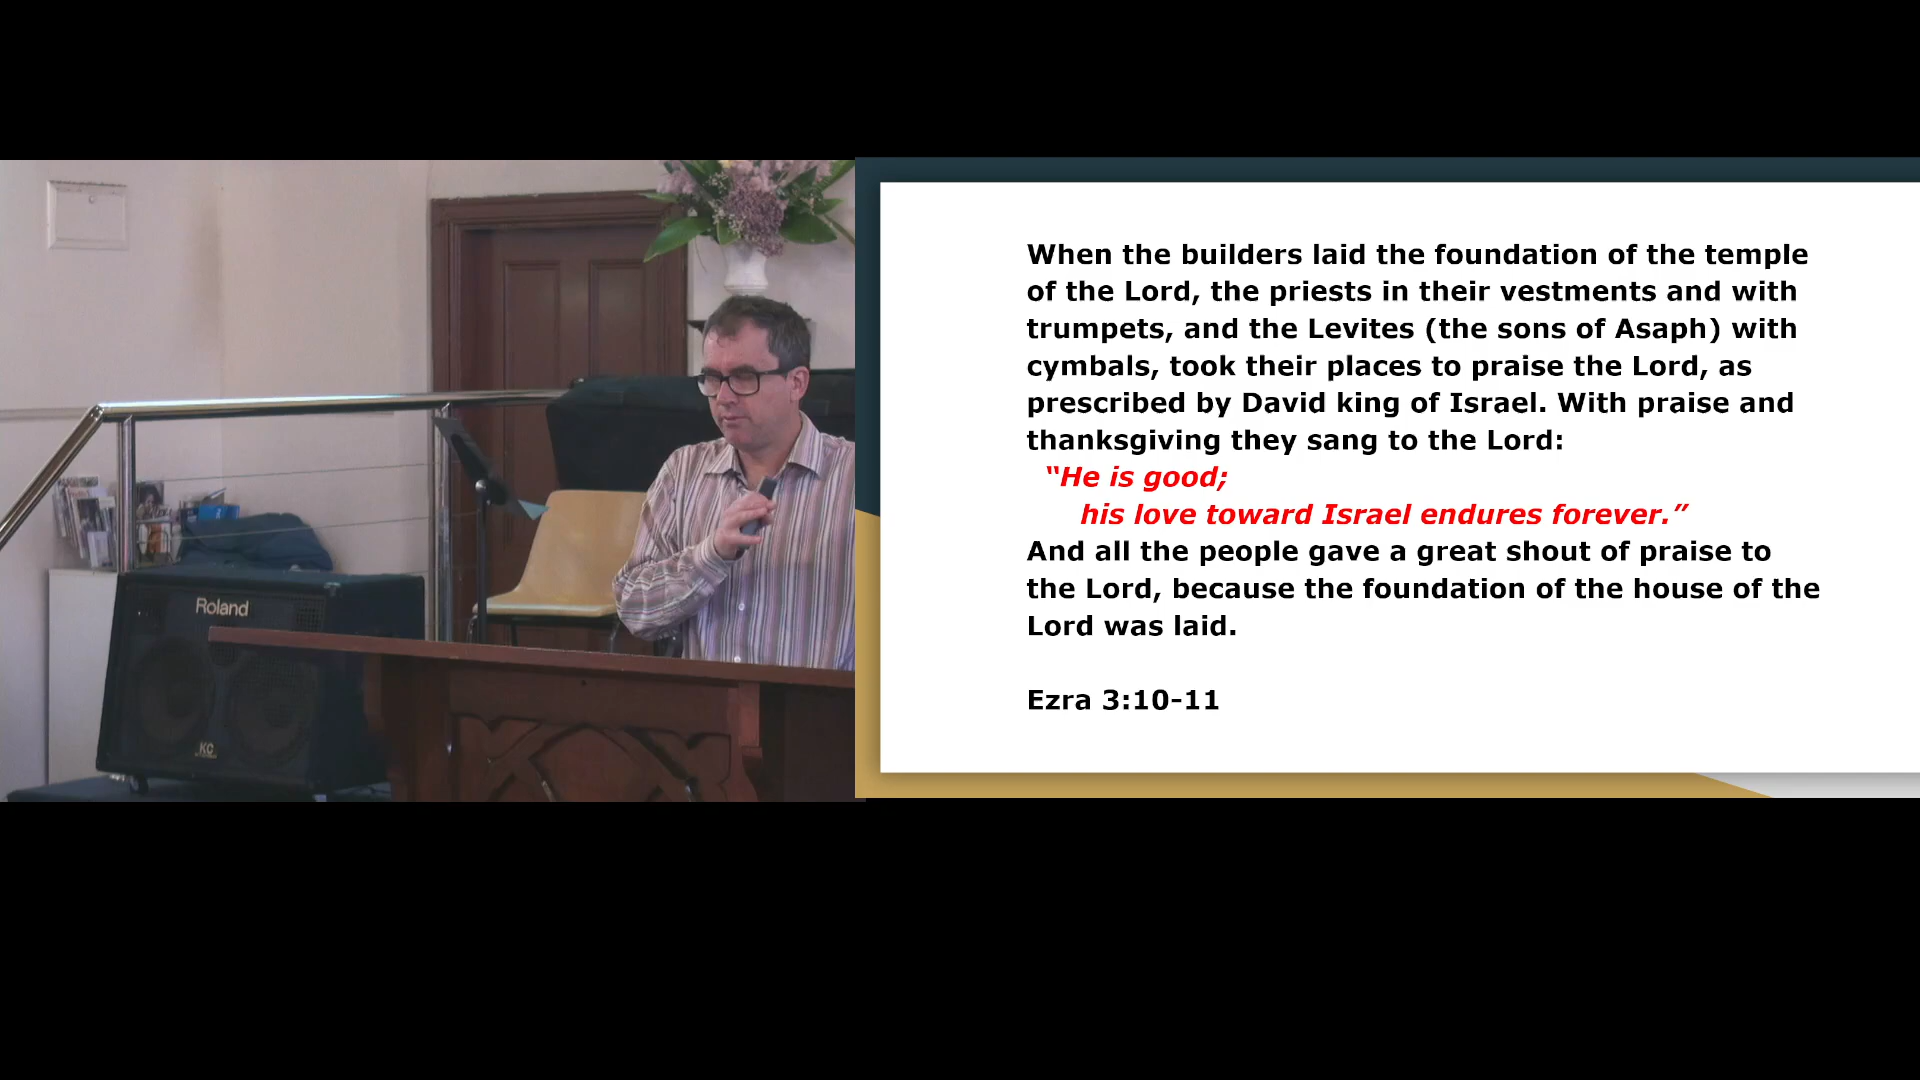 When the builders laid the foundation of the temple
of the Lord, the priests in their vestments and with
trumpets, and the Levites (the sons of Asaph) with
cymbals, took their places to praise the Lord, as
prescribed by David king of Israel. With praise and
thanksgiving they sang to the Lord:
“He is good;
his love toward Israel endures forever.”
And all the people gave a great shout of praise to
the Lord, because the foundation of the house of the
Lord was laid.
Ezra 3:10-11
Roland
KC